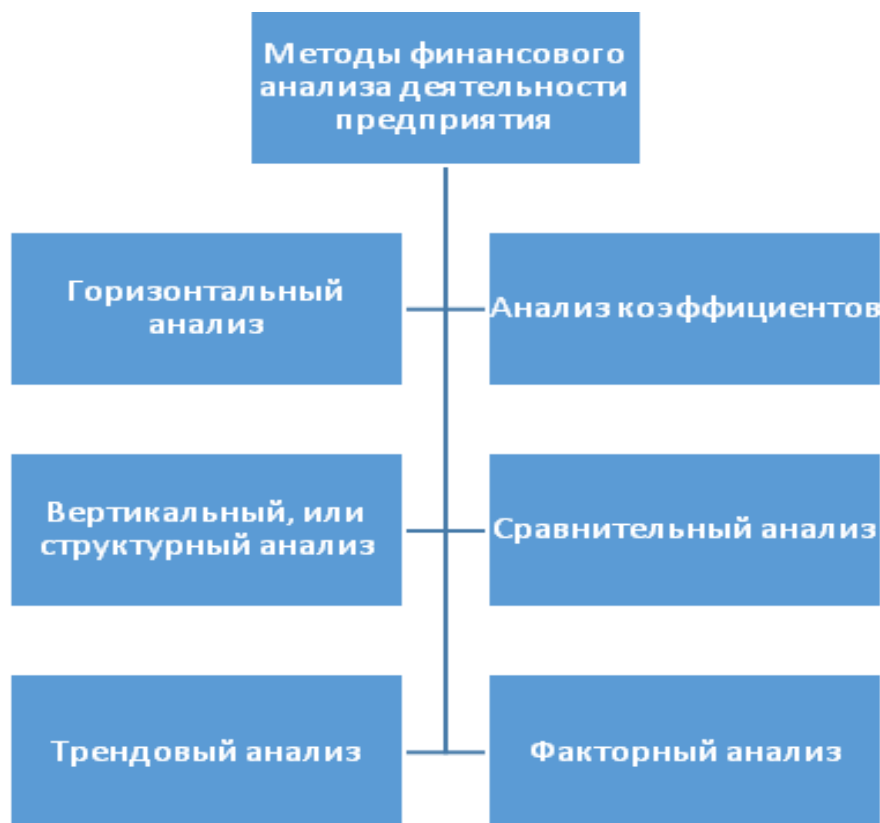 Методы финансового
анализа деятельности
предприятия
Горизонтальный
анализ
Анализ коэффициентов
Вертикальный, или
структурный анализ
Сравнительный анализ
Трендовый анализ
Факторный анализ